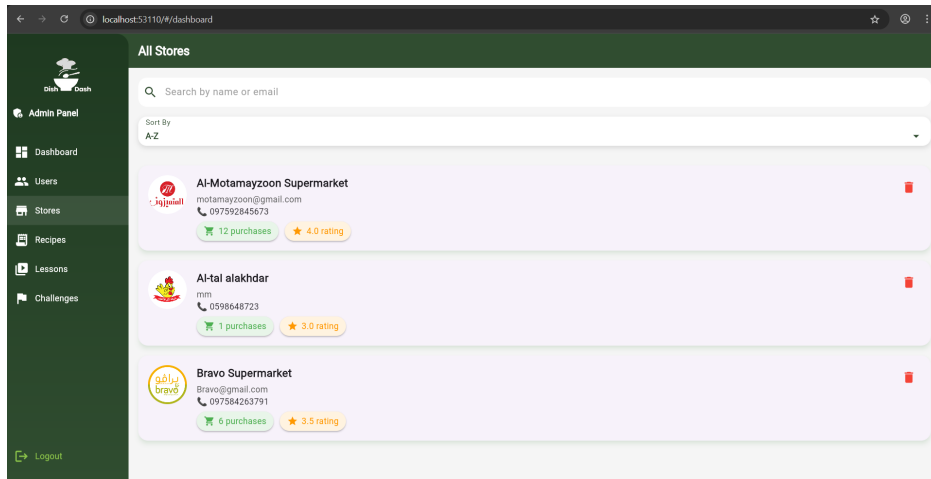 localhost:53110/#/dashboard
Dish Dash
Admin Panel
Dashboard
Users
Stores
Recipes
Lessons
Challenges
Logout
All Stores
Search by name or email
Sort By
A-Z
Al-Motamayzoon Supermarket
motamayzoon@gmail.com
097592845673
12 purchases
4.0 rating
Al-tal alakhdar
mm
0598648723
1 purchases
3.0 rating
برافو
bravo
Bravo Supermarket
Bravo@gmail.com
097584263791
6 purchases
3.5 rating